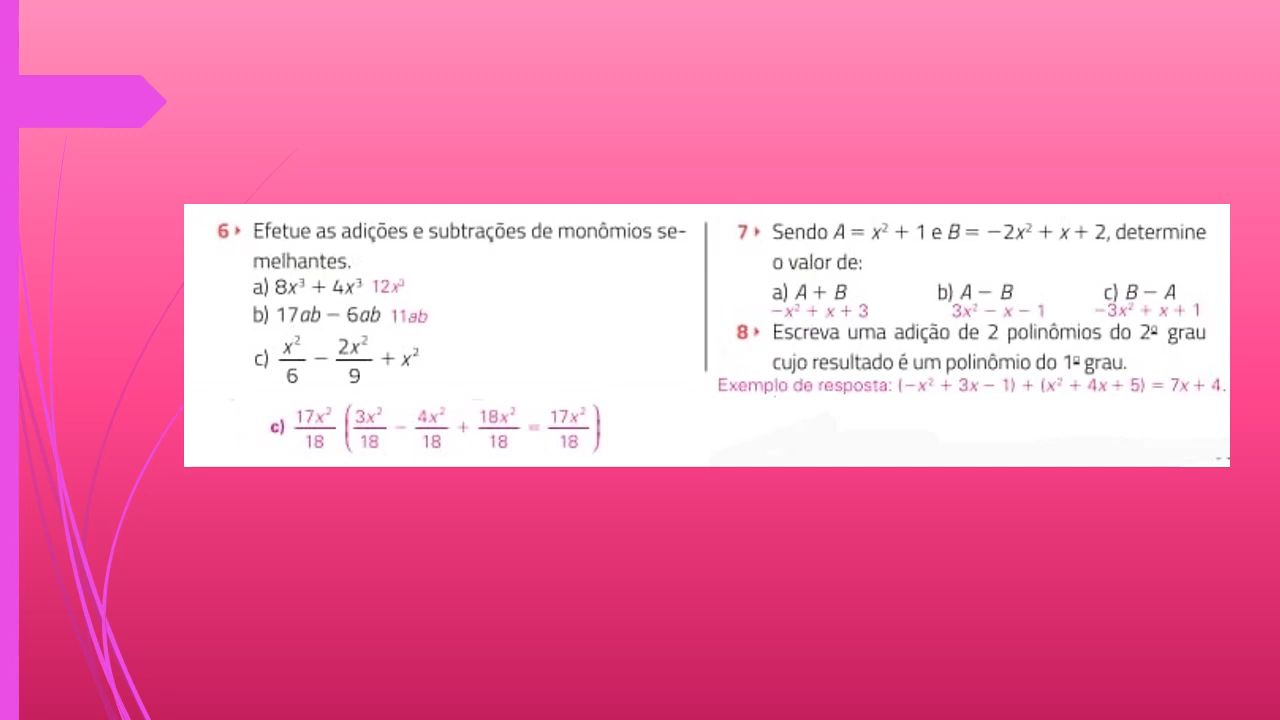 6 ▸ Efetue as adições e subtrações de monômios se-
melhantes.
a) 8x³ + 4x³ 12x³
b) 17ab − 6ab 11ab
c) x²/6 − 2x²/9 + x²
c) 17x²/18 (3x²/18 − 4x²/18 + 18x²/18 = 17x²/18)
7 ▸ Sendo A = x² + 1 e B = −2x² + x + 2, determine
o valor de:
a) A + B b) A − B c) B − A
−x² + x + 3 3x² − x − 1 −3x² + x + 1
8 ▸ Escreva uma adição de 2 polinômios do 2º grau
cujo resultado é um polinômio do 1º grau.
Exemplo de resposta: (−x² + 3x − 1) + (x² + 4x + 5) = 7x + 4.